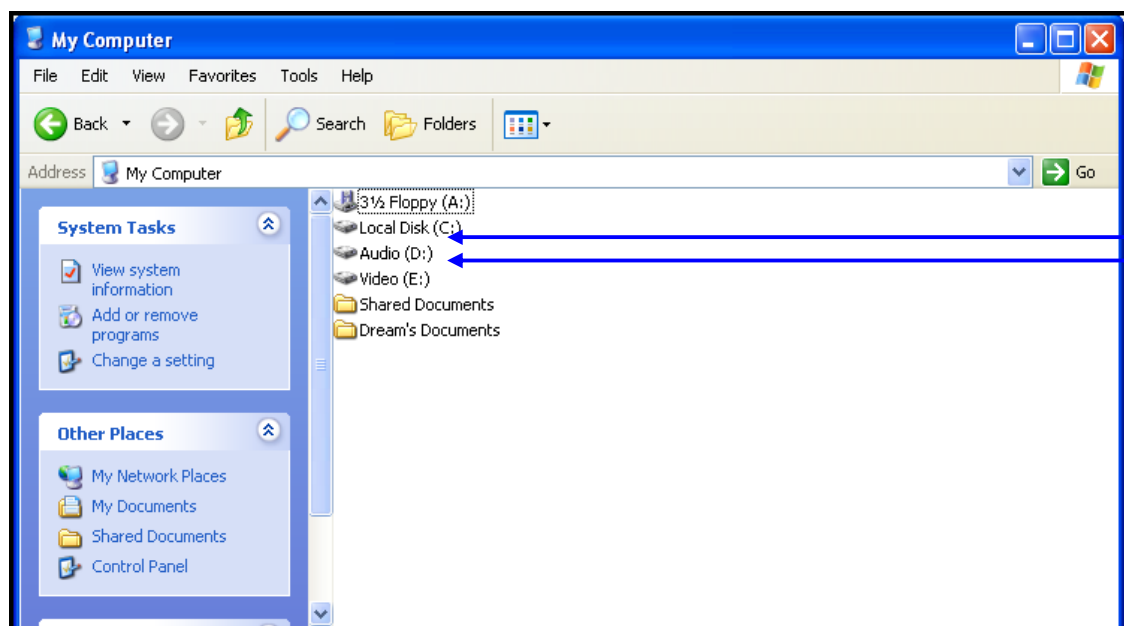 My Computer
File Edit View Favorites Tools Help
Back Search Folders
Address My Computer Go
System Tasks
View system
information
Add or remove
programs
Change a setting
Other Places
My Network Places
My Documents
Shared Documents
Control Panel
3½ Floppy (A:)
Local Disk (C:)
Audio (D:)
Video (E:)
Shared Documents
Dream's Documents